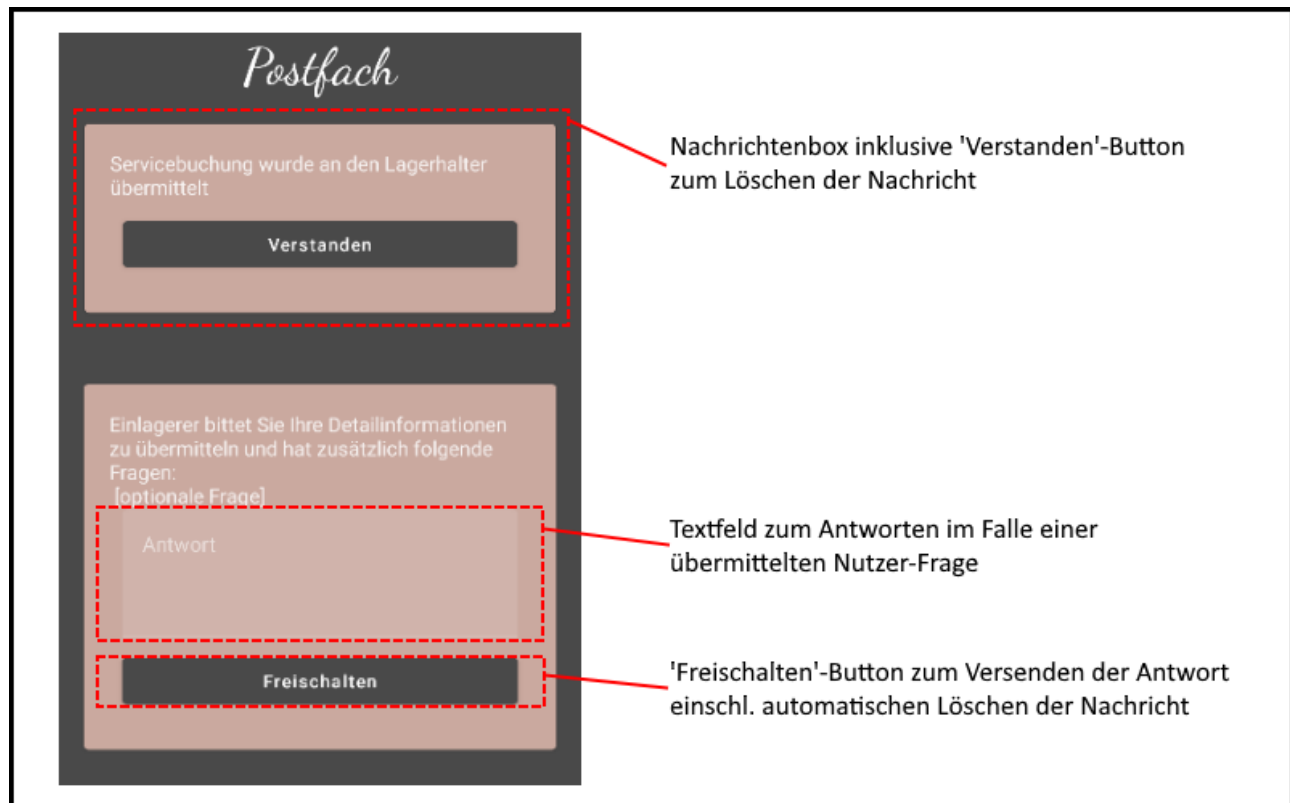 Postfach
Servicebuchung wurde an den Lagerhalter
übermittelt
Verstanden
Nachrichtenbox inklusive 'Verstanden'-Button
zum Löschen der Nachricht
Einlagerer bittet Sie Ihre Detailinformationen
zu übermitteln und hat zusätzlich folgende
Fragen:
[optionale Frage]
Antwort
Textfeld zum Antworten im Falle einer
übermittelten Nutzer-Frage
Freischalten
'Freischalten'-Button zum Versenden der Antwort
einschl. automatischen Löschen der Nachricht